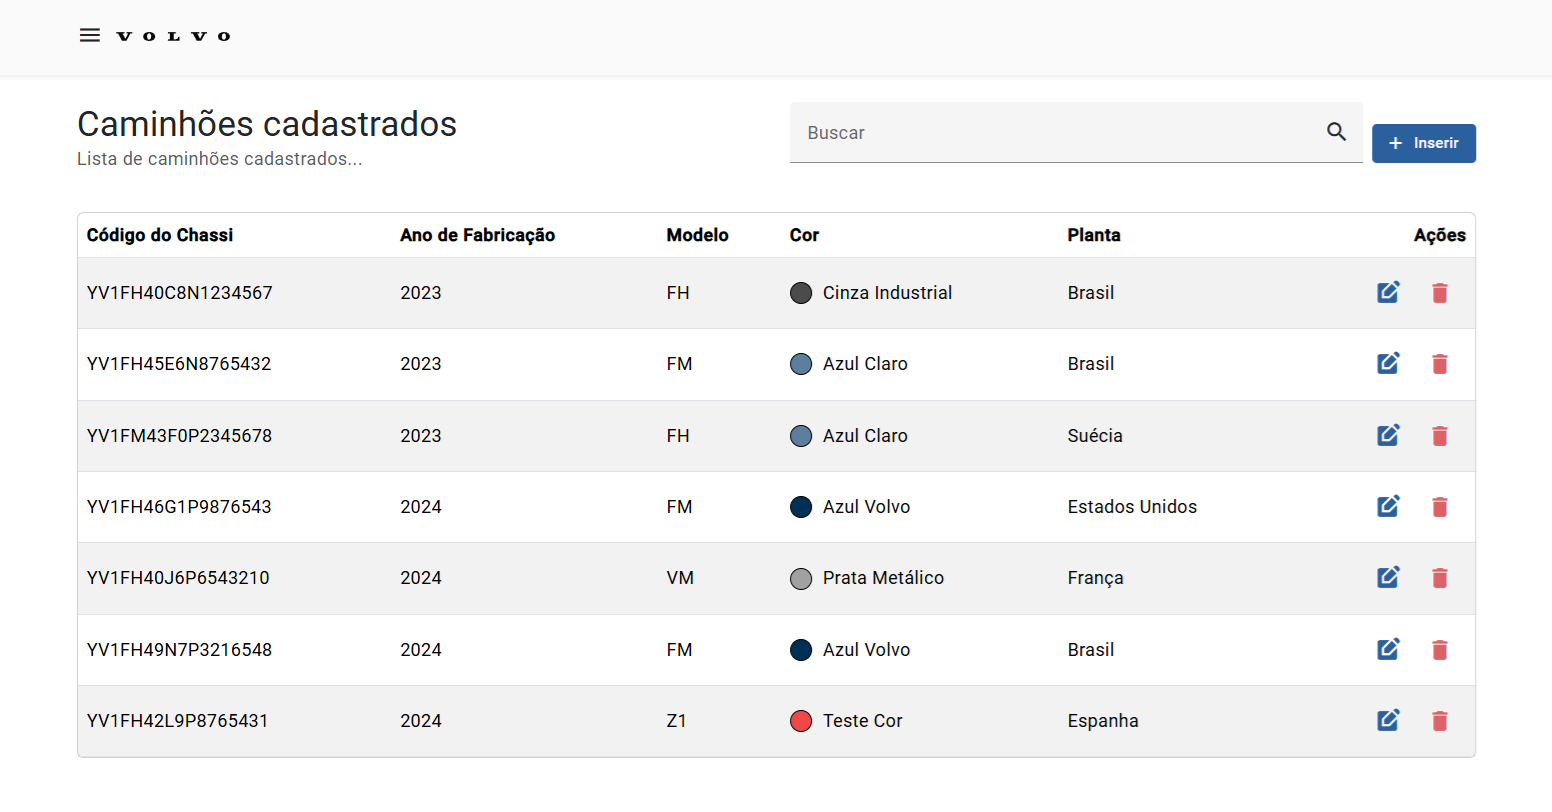 VOLVO
Caminhões cadastrados
Lista de caminhões cadastrados...
Buscar
Inserir
Código do Chassi Ano de Fabricação Modelo Cor Planta Ações
YV1FH40C8N1234567 2023 FH Cinza Industrial Brasil
YV1FH45E6N8765432 2023 FM Azul Claro Brasil
YV1FM43F0P2345678 2023 FH Azul Claro Suécia
YV1FH46G1P9876543 2024 FM Azul Volvo Estados Unidos
YV1FH40J6P6543210 2024 VM Prata Metálico França
YV1FH49N7P3216548 2024 FM Azul Volvo Brasil
YV1FH42L9P8765431 2024 Z1 Teste Cor Espanha